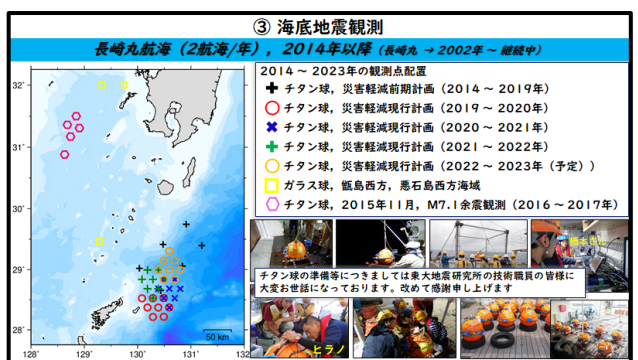 ③ 海底地震観測
長崎丸航海（2航海/年），2014年以降（長崎丸 → 2002年～ 継続中）
2014 ～ 2023年の観測点配置
チタン球，災害軽減前期計画（2014 ～ 2019年）
チタン球，災害軽減現行計画（2019 ～ 2020年）
チタン球，災害軽減現行計画（2020 ～ 2021年）
チタン球，災害軽減現行計画（2021 ～ 2022年）
チタン球，災害軽減現行計画（2022 ～ 2023年（予定））
ガラス球，甑島西方，悪石島西方海域
チタン球，2015年11月，M7.1余震観測（2016 ～ 2017年）
32˚
31˚
30˚
29˚
28˚
128˚
129˚
130˚
131˚
132
50 km
橋本さん
チタン球の準備等につきましては東大地震研究所の技術職員の皆様に
大変お世話になっております。改めて感謝申し上げます
ヒラノ